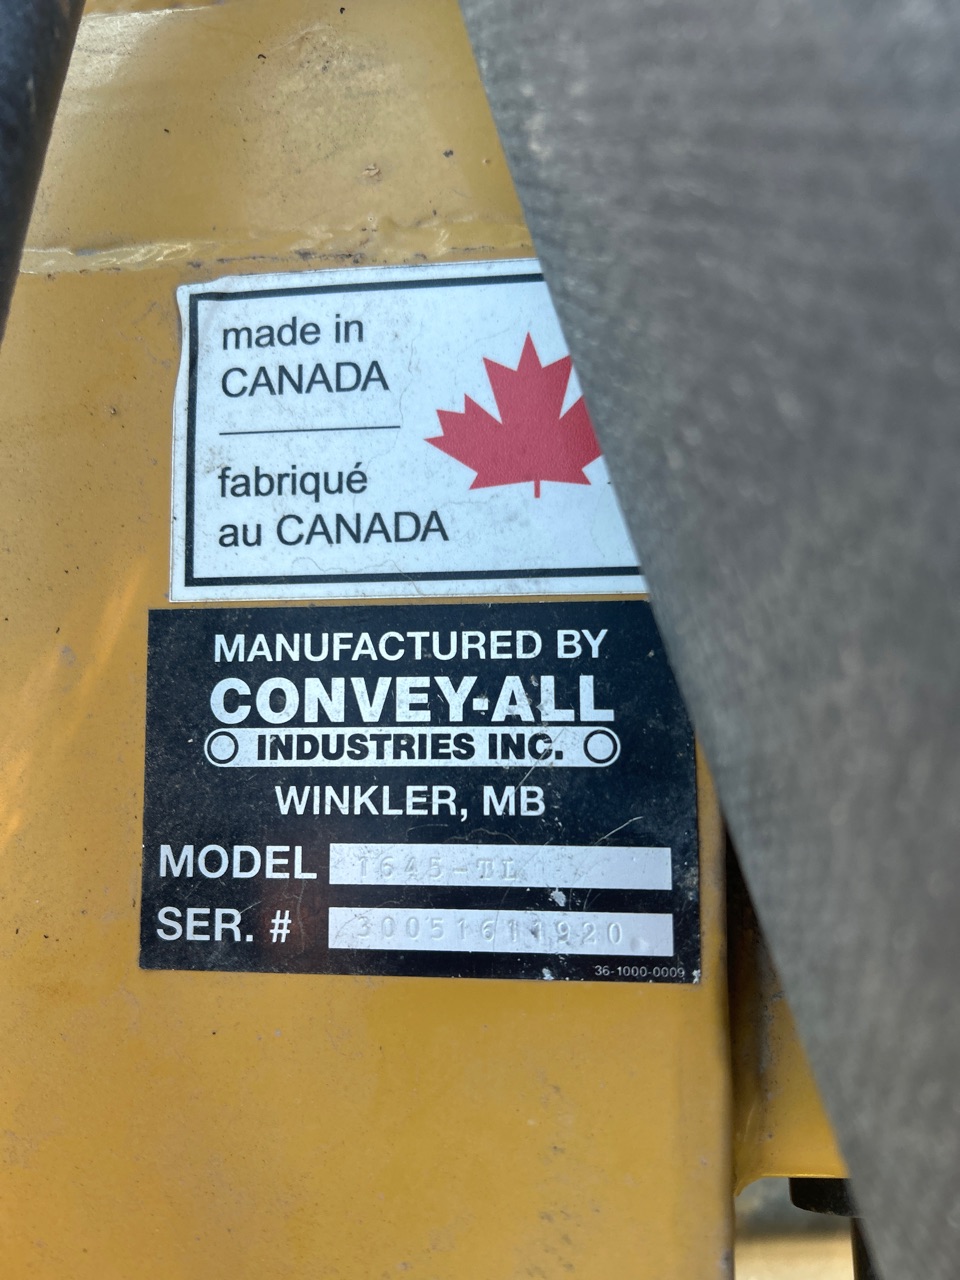 made in
CANADA
fabriqué
au CANADA
MANUFACTURED BY
CONVEY-ALL
INDUSTRIES INC.
WINKLER, MB
MODEL 1645-TL
SER. # 30051611920
36-1000-0009